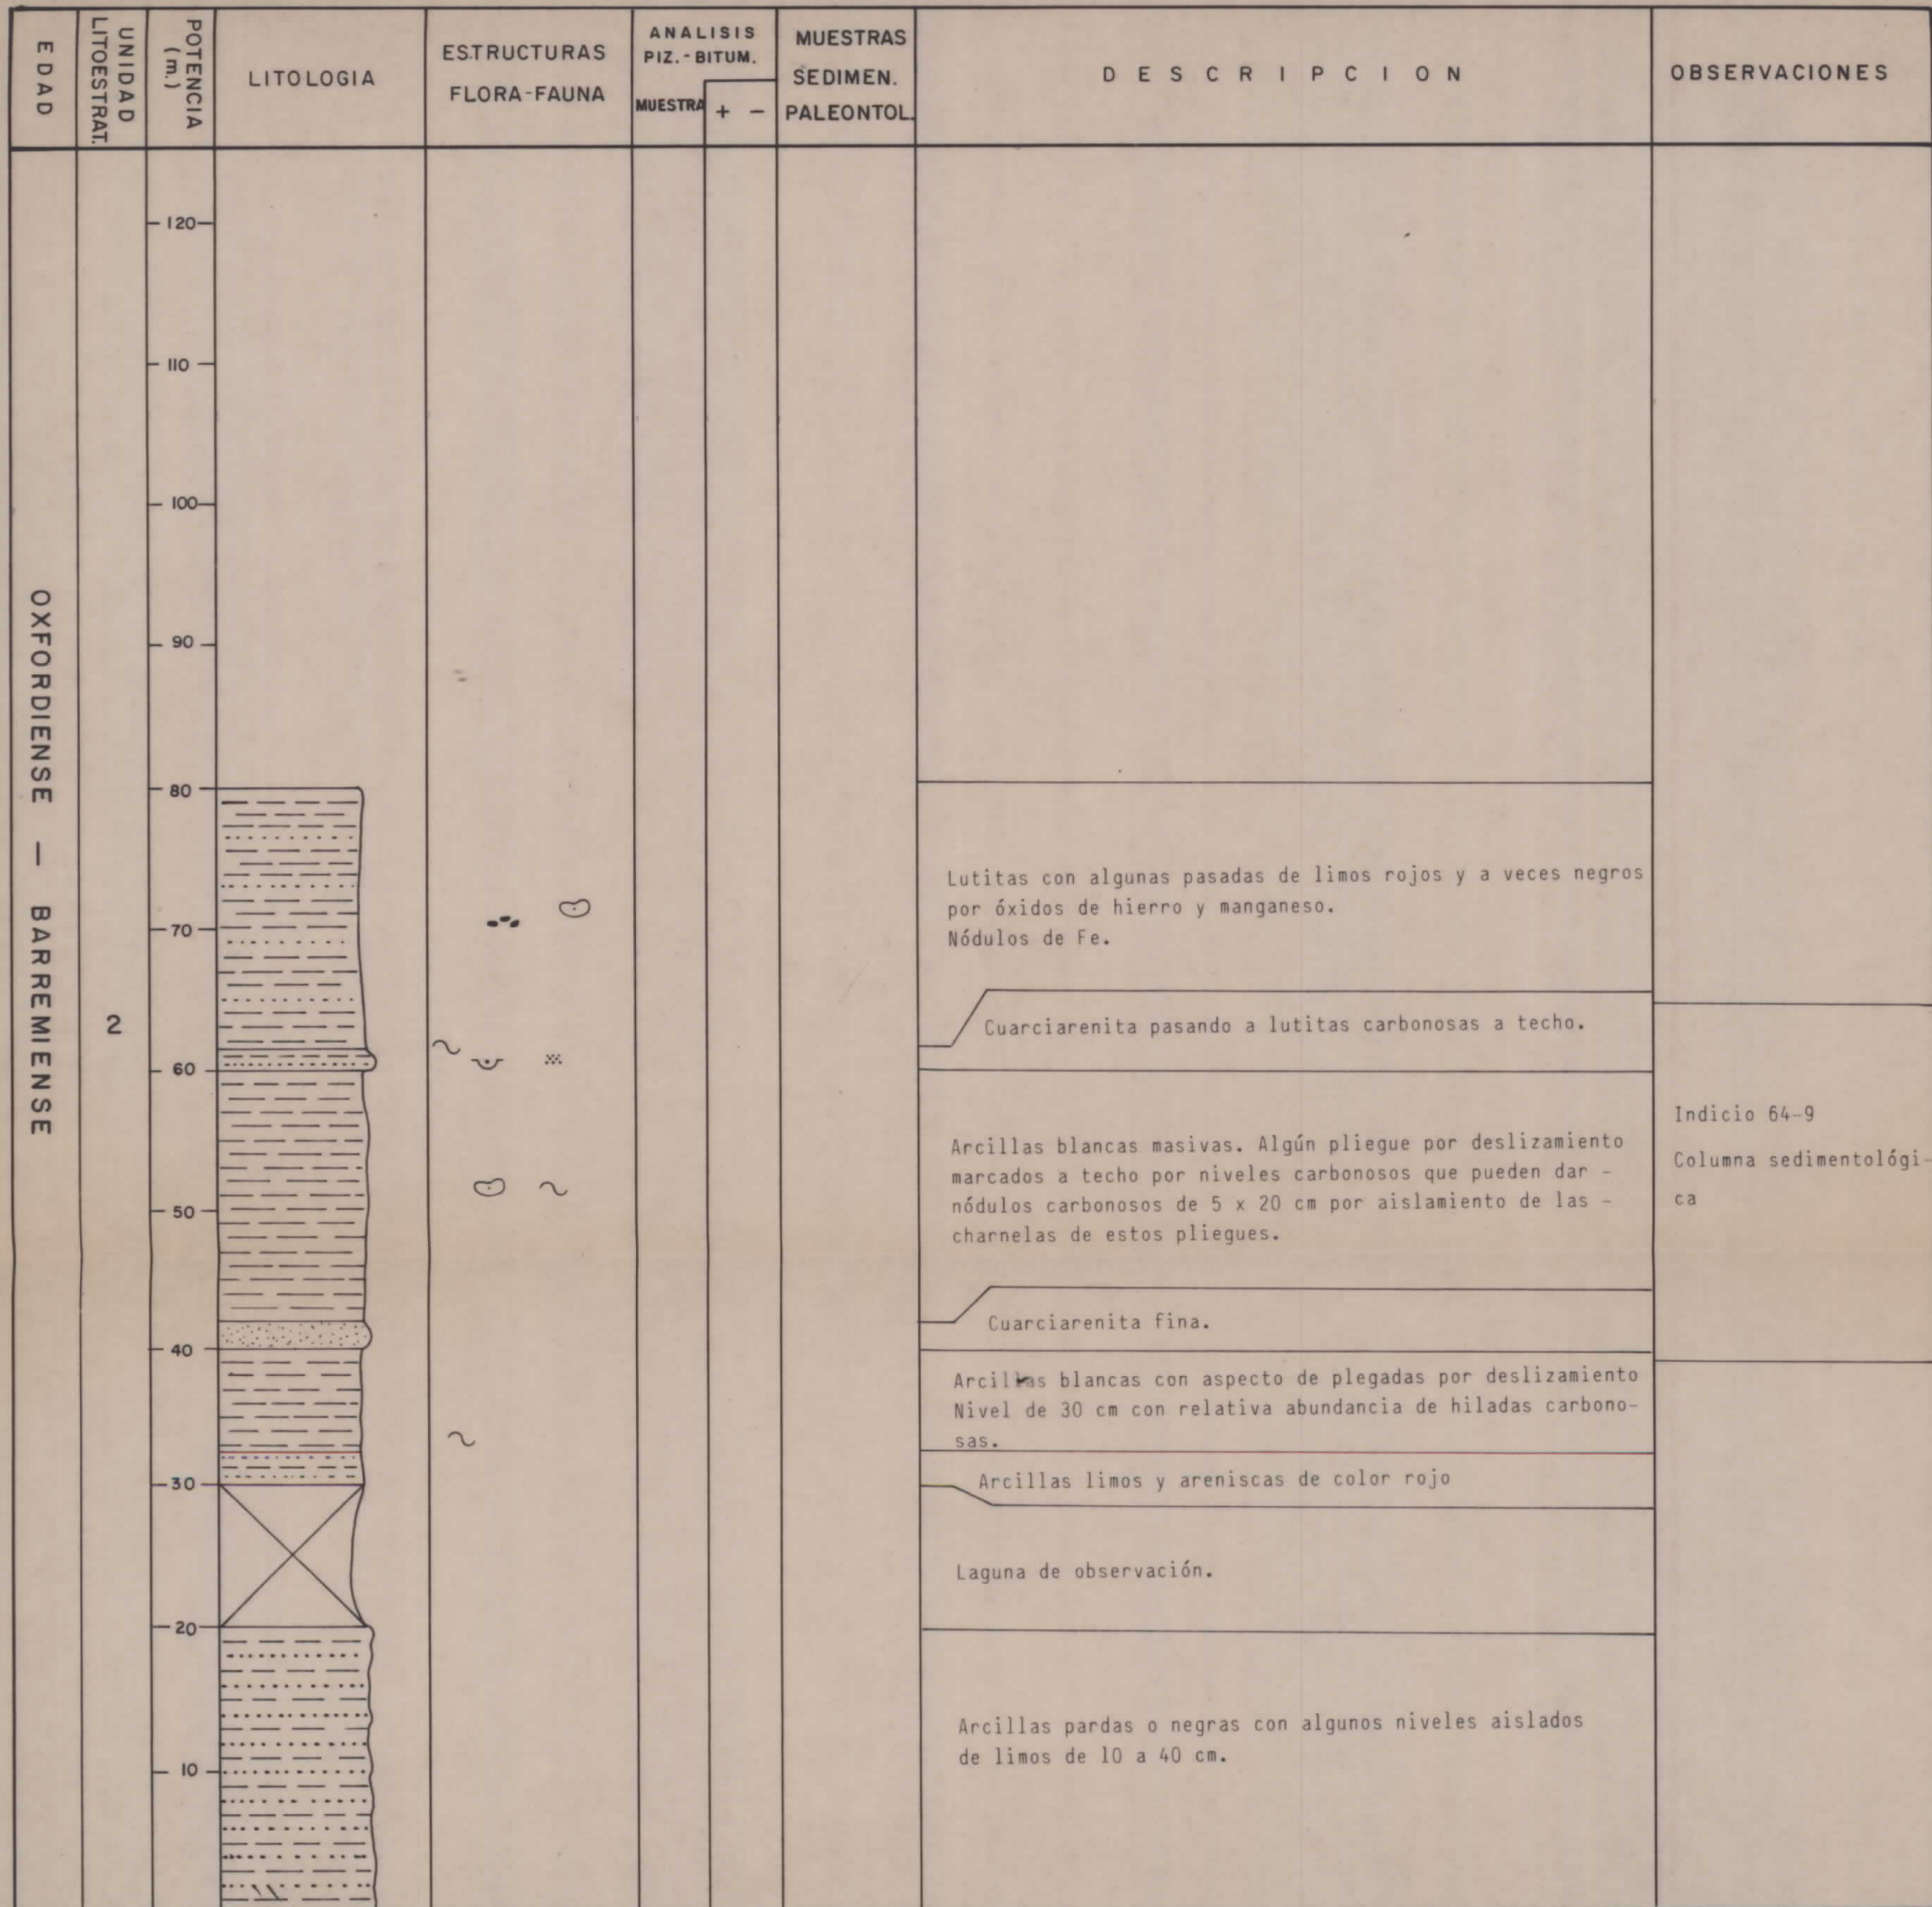 EDAD
UNIDAD
LITOESTRAT.
POTENCIA
(m.)
LITOLOGIA
ESTRUCTURAS
FLORA-FAUNA
ANALISIS
PIZ.-BITUM.
MUESTRA
+ -
MUESTRAS
SEDIMEN.
PALEONTOL.
DESCRIPCION
OBSERVACIONES
OXFORDIENSE — BARREMIENSE
2
120
110
100
90
80
70
60
50
40
30
20
10
Lutitas con algunas pasadas de limos rojos y a veces negros
por óxidos de hierro y manganeso.
Nódulos de Fe.
Cuarciarenita pasando a lutitas carbonosas a techo.
Arcillas blancas masivas. Algún pliegue por deslizamiento
marcados a techo por niveles carbonosos que pueden dar -
nódulos carbonosos de 5 x 20 cm por aislamiento de las -
charnelas de estos pliegues.
Cuarciarenita fina.
Arcillas blancas con aspecto de plegadas por deslizamiento
Nivel de 30 cm con relativa abundancia de hiladas carbono-
sas.
Arcillas limos y areniscas de color rojo
Laguna de observación.
Arcillas pardas o negras con algunos niveles aislados
de limos de 10 a 40 cm.
Indicio 64-9
Columna sedimentológi-
ca